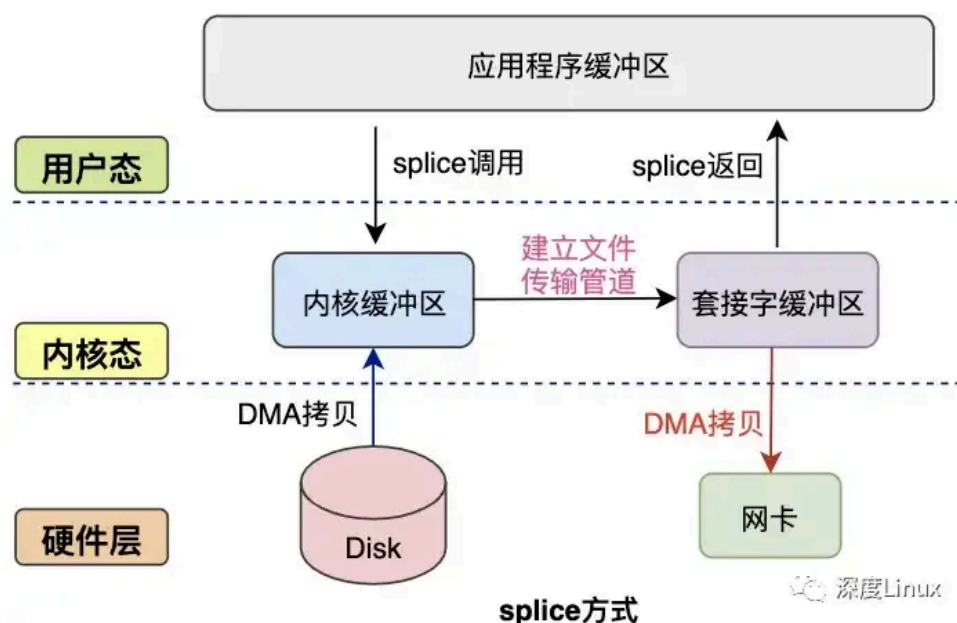 应用程序缓冲区
用户态
splice调用
splice返回
建立文件
传输管道
内核缓冲区
套接字缓冲区
内核态
DMA拷贝
DMA拷贝
硬件层
Disk
网卡
深度Linux
splice方式